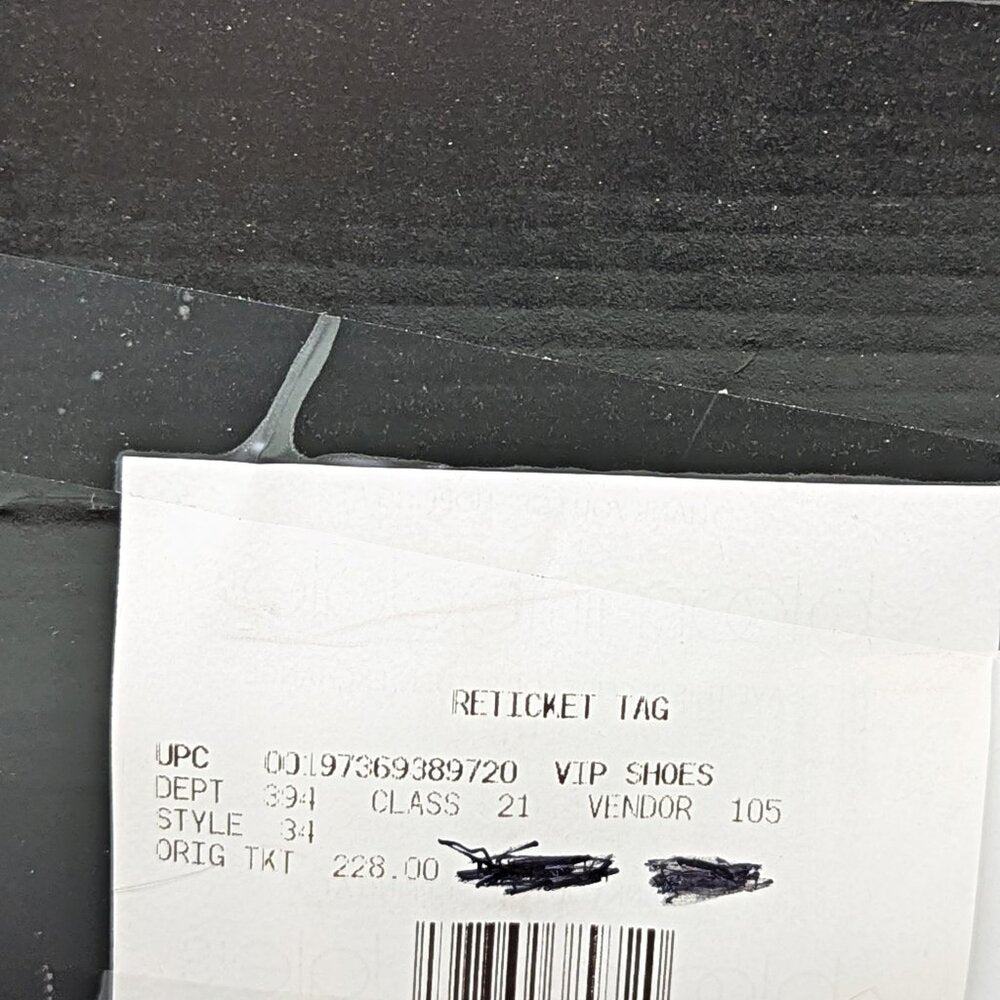 RETICKET TAG
UPC 00197369389720 VIP SHOES
DEPT 394 CLASS 21 VENDOR 105
STYLE 34
ORIG TKT 228.00